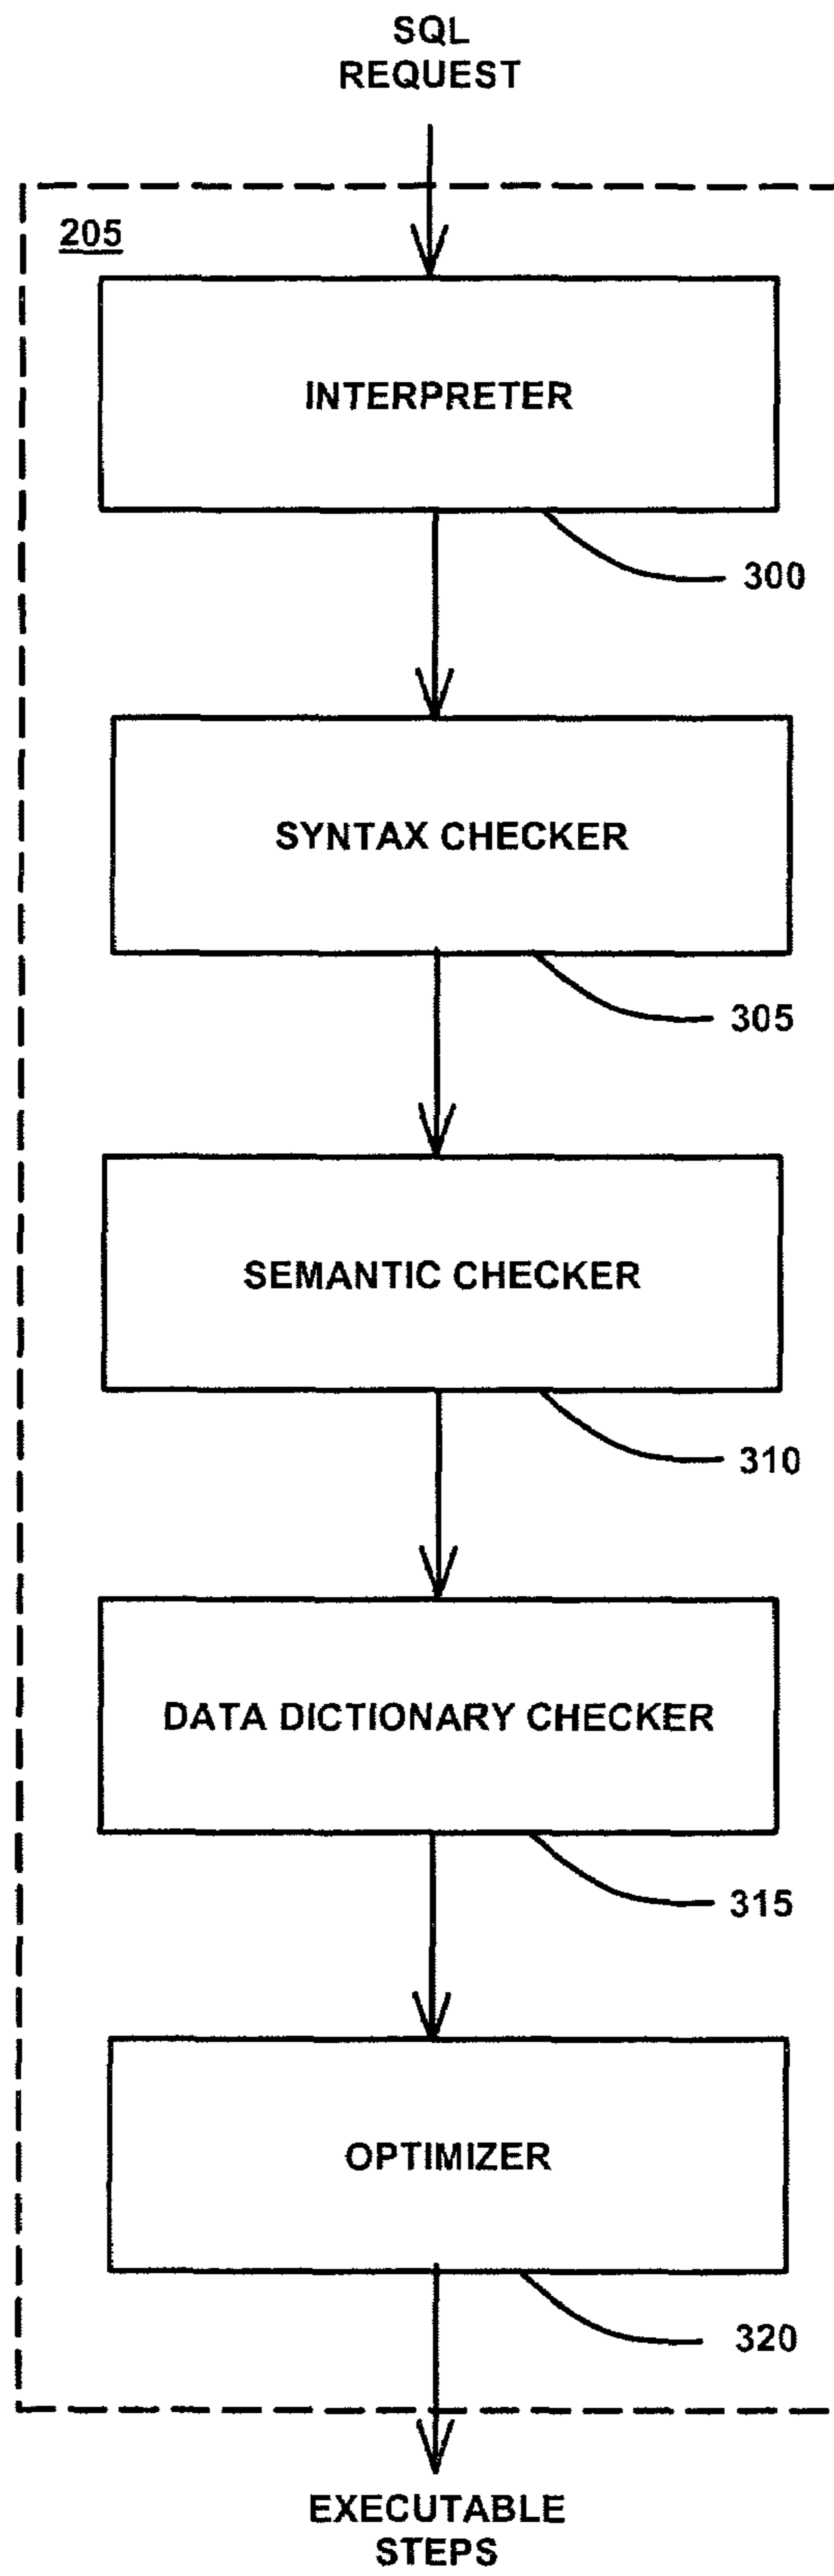 SQL
REQUEST
205
INTERPRETER
300
SYNTAX CHECKER
305
SEMANTIC CHECKER
310
DATA DICTIONARY CHECKER
315
OPTIMIZER
320
EXECUTABLE
STEPS